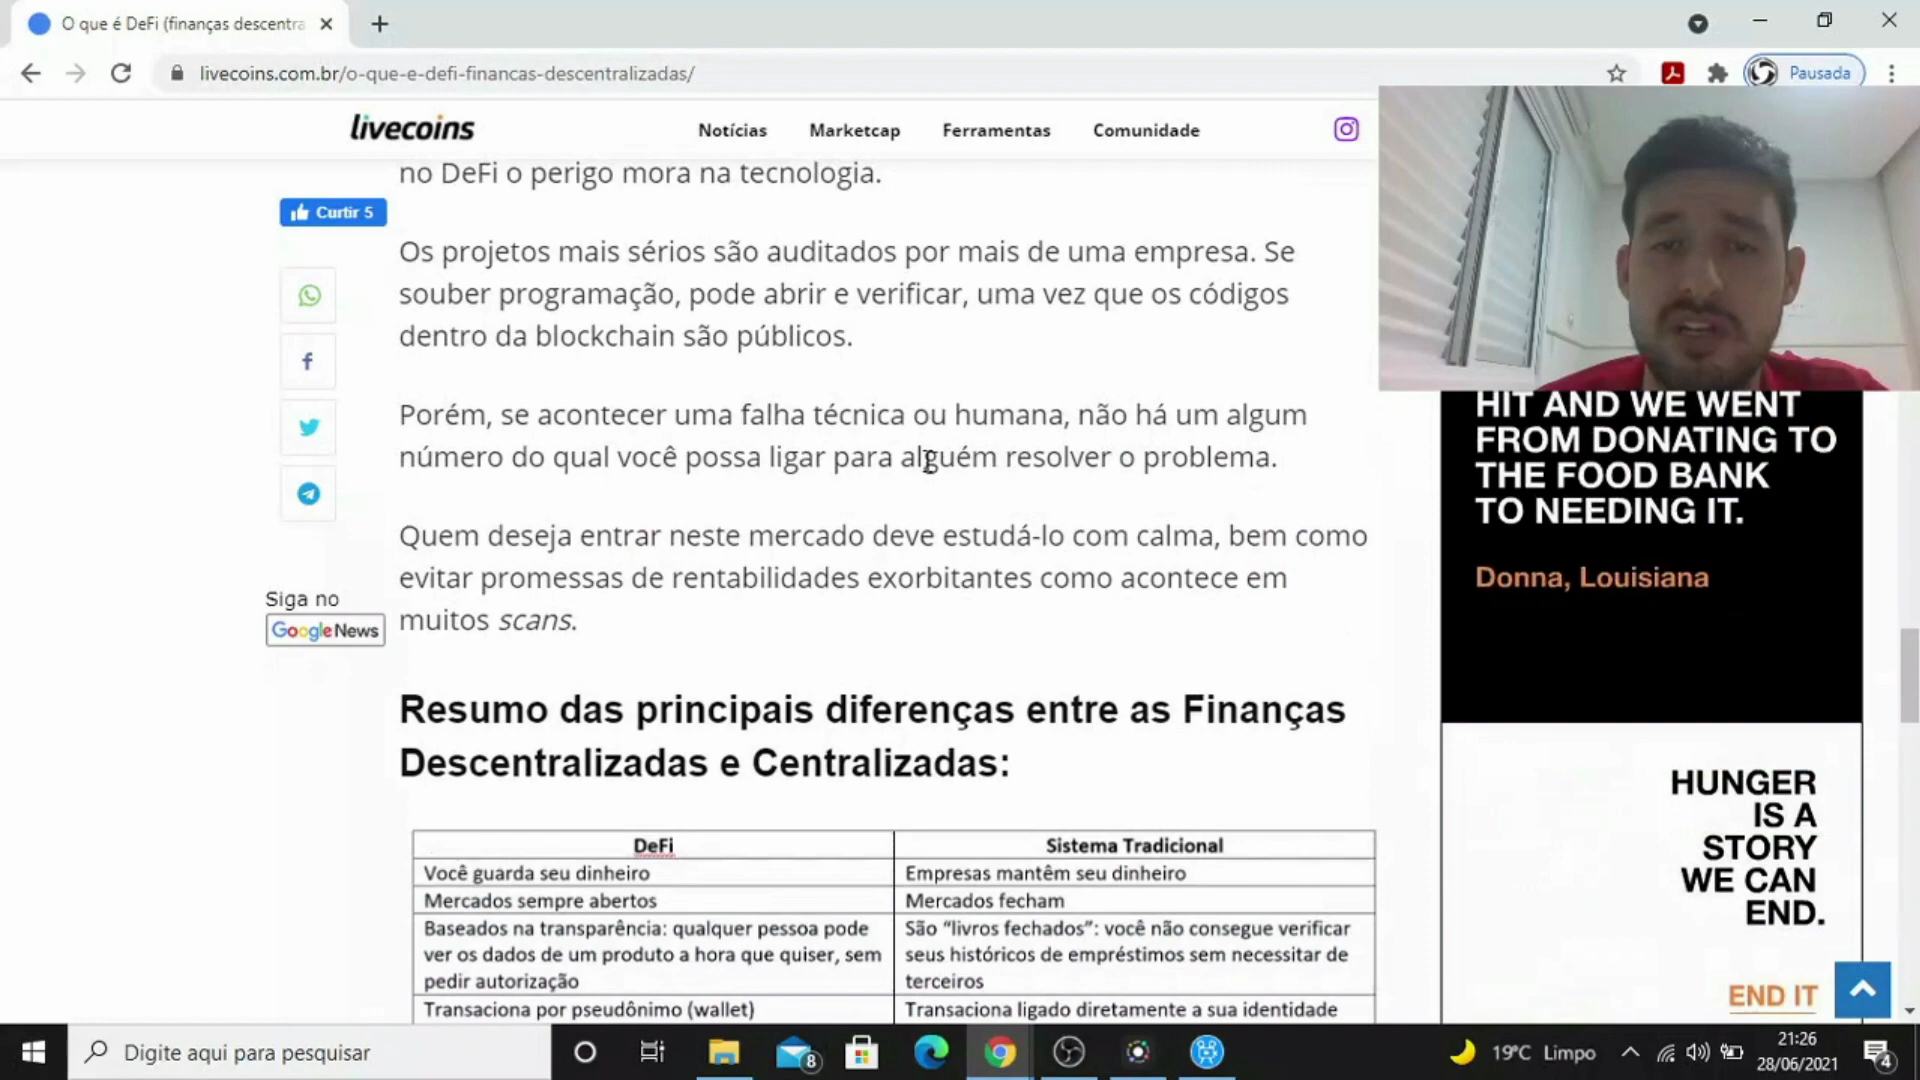 O que é DeFi (finanças descentra
livecoins.com.br/o-que-e-defi-financas-descentralizadas/
Pausada
livecoins
Notícias
Marketcap
Ferramentas
Comunidade
no DeFi o perigo mora na tecnologia.
Curtir 5
Os projetos mais sérios são auditados por mais de uma empresa. Se
souber programação, pode abrir e verificar, uma vez que os códigos
dentro da blockchain são públicos.
Porém, se acontecer uma falha técnica ou humana, não há um algum
número do qual você possa ligar para alguém resolver o problema.
Quem deseja entrar neste mercado deve estudá-lo com calma, bem como
evitar promessas de rentabilidades exorbitantes como acontece em
muitos scans.
Siga no
Google News
Resumo das principais diferenças entre as Finanças
Descentralizadas e Centralizadas:
DeFi
Sistema Tradicional
Você guarda seu dinheiro
Empresas mantêm seu dinheiro
Mercados sempre abertos
Mercados fecham
Baseados na transparência: qualquer pessoa pode
ver os dados de um produto a hora que quiser, sem
pedir autorização
São “livros fechados”: você não consegue verificar
seus históricos de empréstimos sem necessitar de
terceiros
Transaciona por pseudônimo (wallet)
Transaciona ligado diretamente a sua identidade
HIT AND WE WENT
FROM DONATING TO
THE FOOD BANK
TO NEEDING IT.
Donna, Louisiana
HUNGER
IS A
STORY
WE CAN
END.
END IT
Digite aqui para pesquisar
8
19°C Limpo
21:26
28/06/2021
4